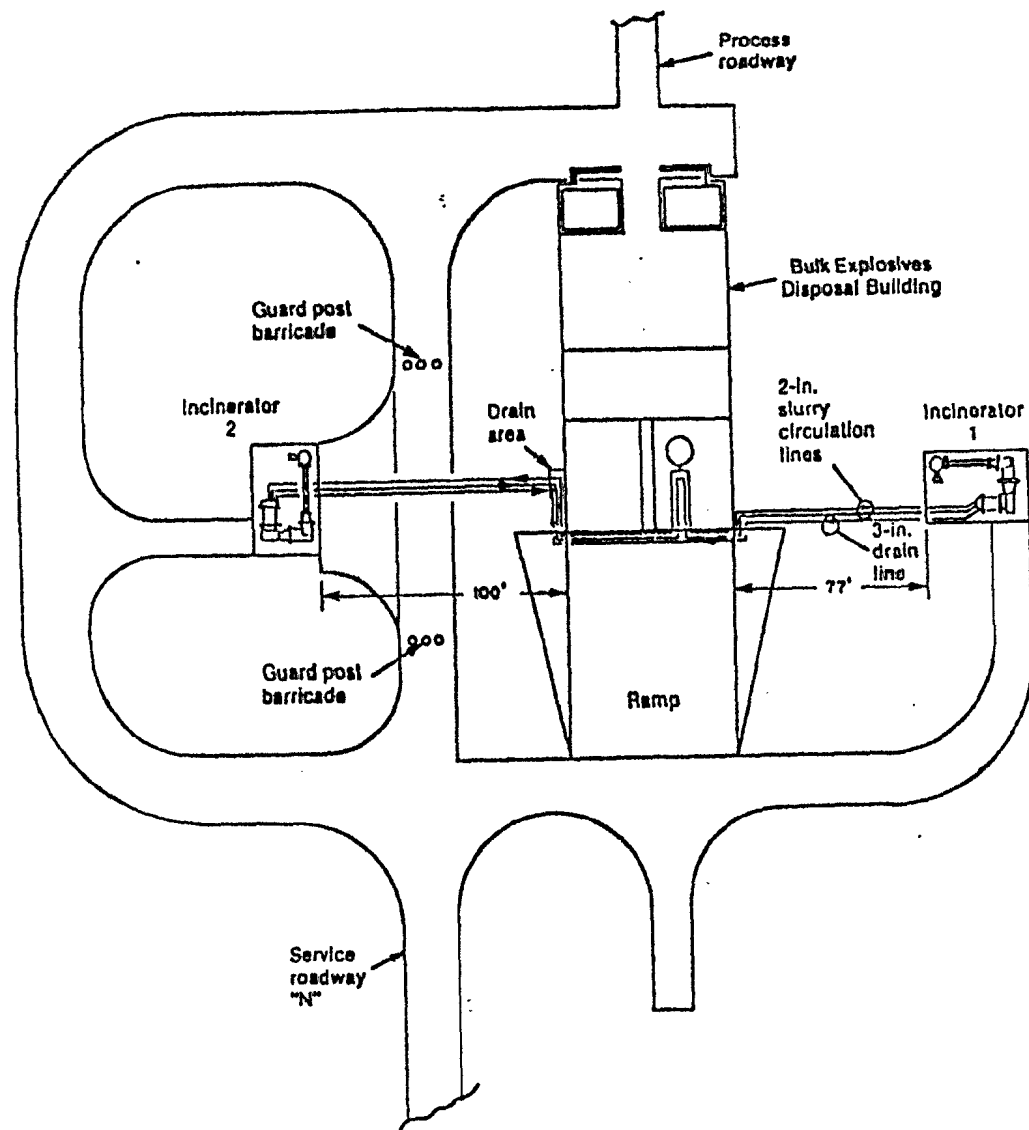 Process
roadway
Bulk Explosives
Disposal Building
Guard post
barricade
Incinerator
2
Drain
area
2-in.
slurry
circulation
lines
Incinerator
1
3-in.
drain
line
100'
77'
Guard post
barricade
Ramp
Service
roadway
"N"